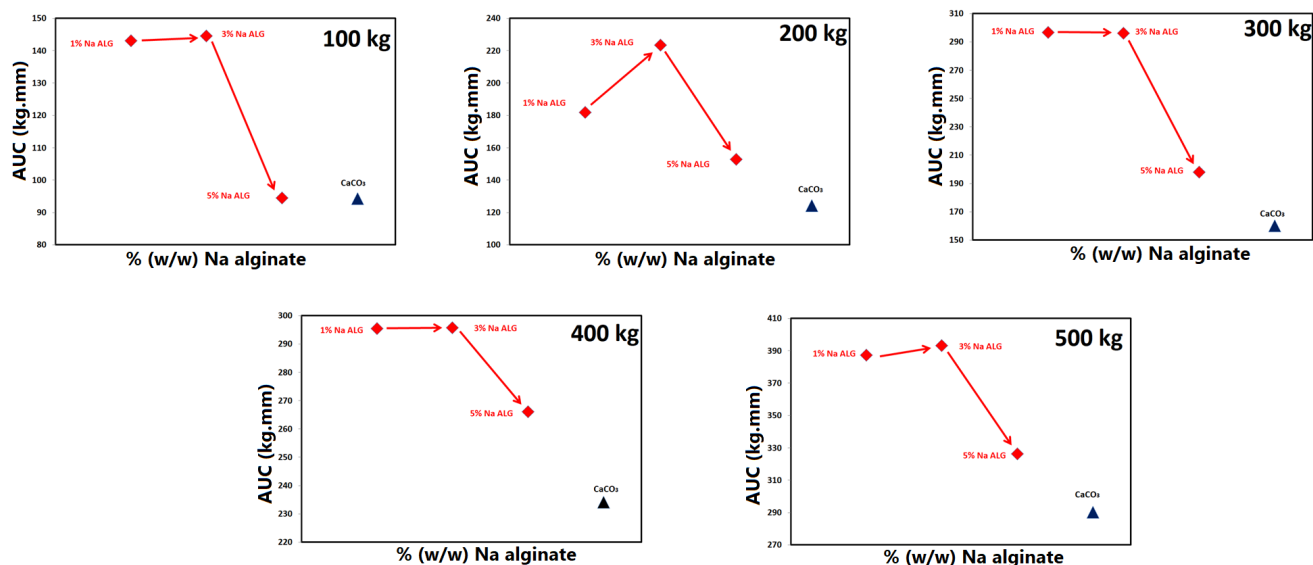 100 kg
AUC (kg.mm)
150
140
130
120
110
100
90
80
1% Na ALG
3% Na ALG
5% Na ALG
CaCO₃
% (w/w) Na alginate
200 kg
AUC (kg.mm)
240
220
200
180
160
140
120
100
1% Na ALG
3% Na ALG
5% Na ALG
CaCO₃
% (w/w) Na alginate
300 kg
AUC (kg.mm)
310
290
270
250
230
210
190
170
150
1% Na ALG
3% Na ALG
5% Na ALG
CaCO₃
% (w/w) Na alginate
400 kg
AUC (kg.mm)
300
290
280
270
260
250
240
230
220
1% Na ALG
3% Na ALG
5% Na ALG
CaCO₃
% (w/w) Na alginate
500 kg
AUC (kg.mm)
410
390
370
350
330
310
290
270
1% Na ALG
3% Na ALG
5% Na ALG
CaCO₃
% (w/w) Na alginate